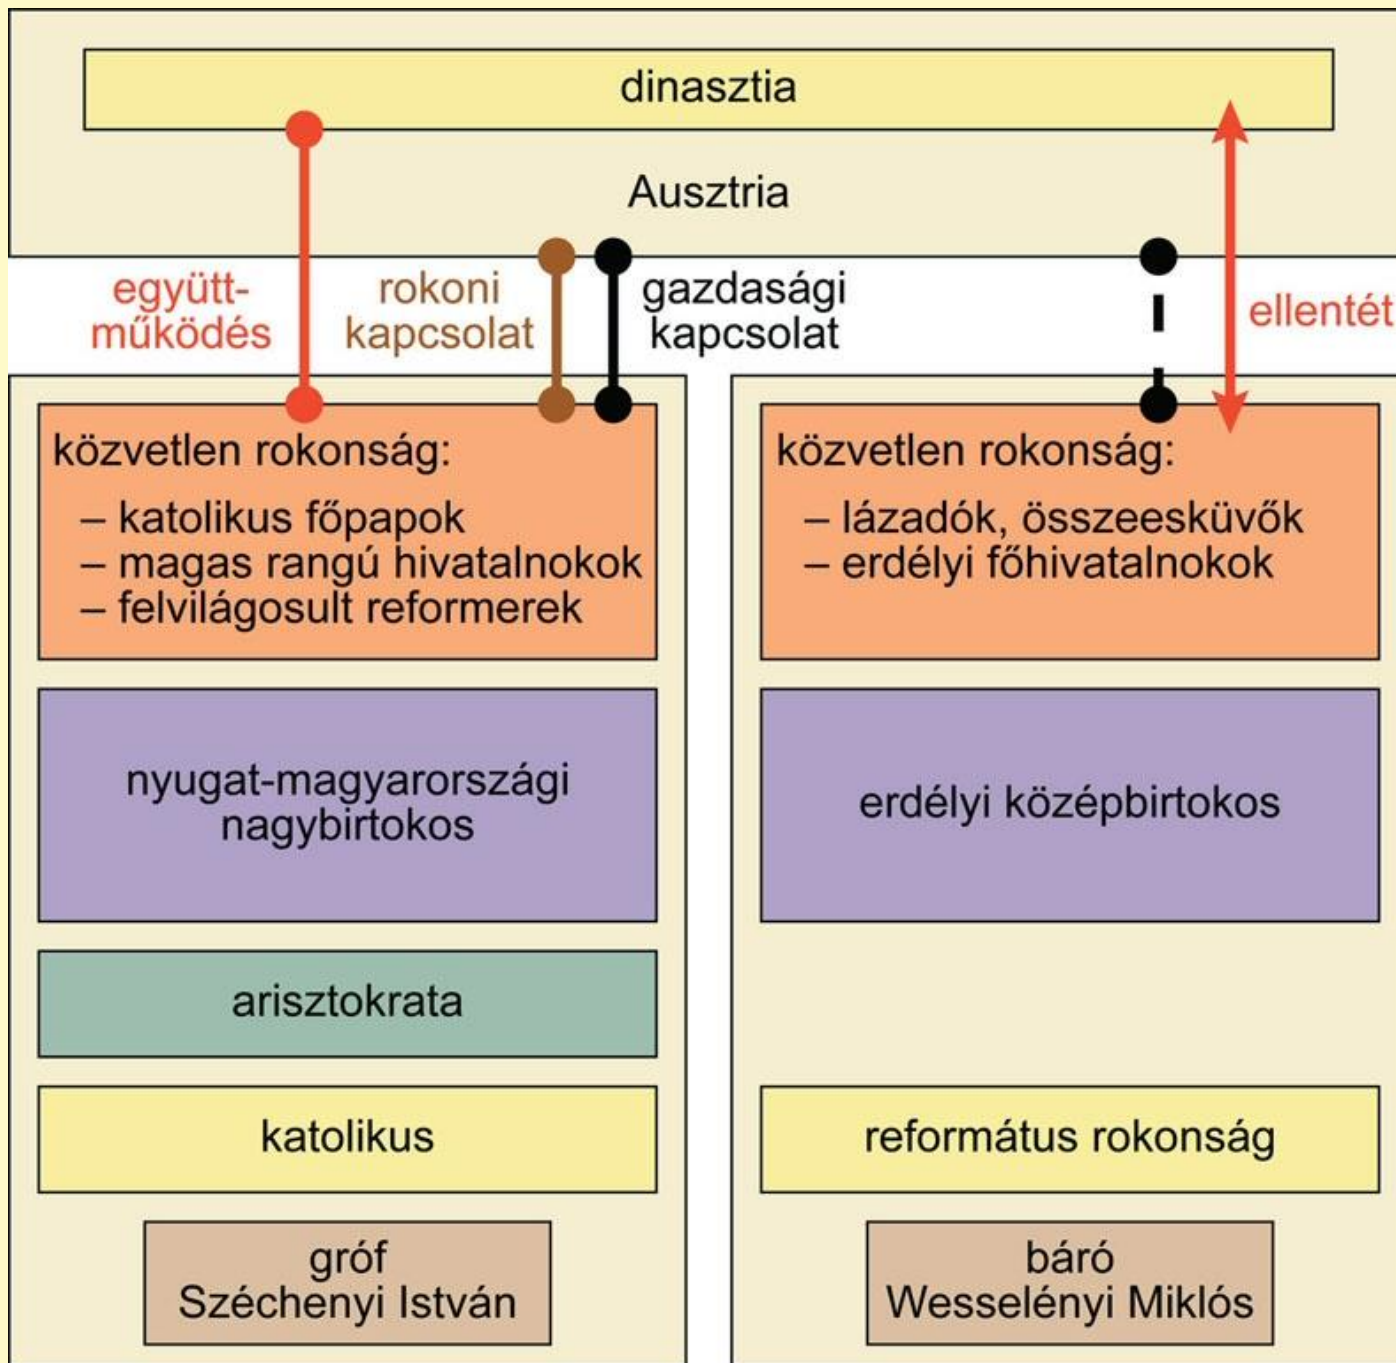 dinasztia
Ausztria
együtt-
működés
rokoni
kapcsolat
gazdasági
kapcsolat
ellentét
közvetlen rokonság:
– katolikus főpapok
– magas rangú hivatalnokok
– felvilágosult reformerek
nyugat-magyarországi
nagybirtokos
arisztokrata
katolikus
gróf
Széchenyi István
közvetlen rokonság:
– lázadók, összeesküvők
– erdélyi főhivatalnokok
erdélyi középbirtokos
református rokonság
báró
Wesselényi Miklós